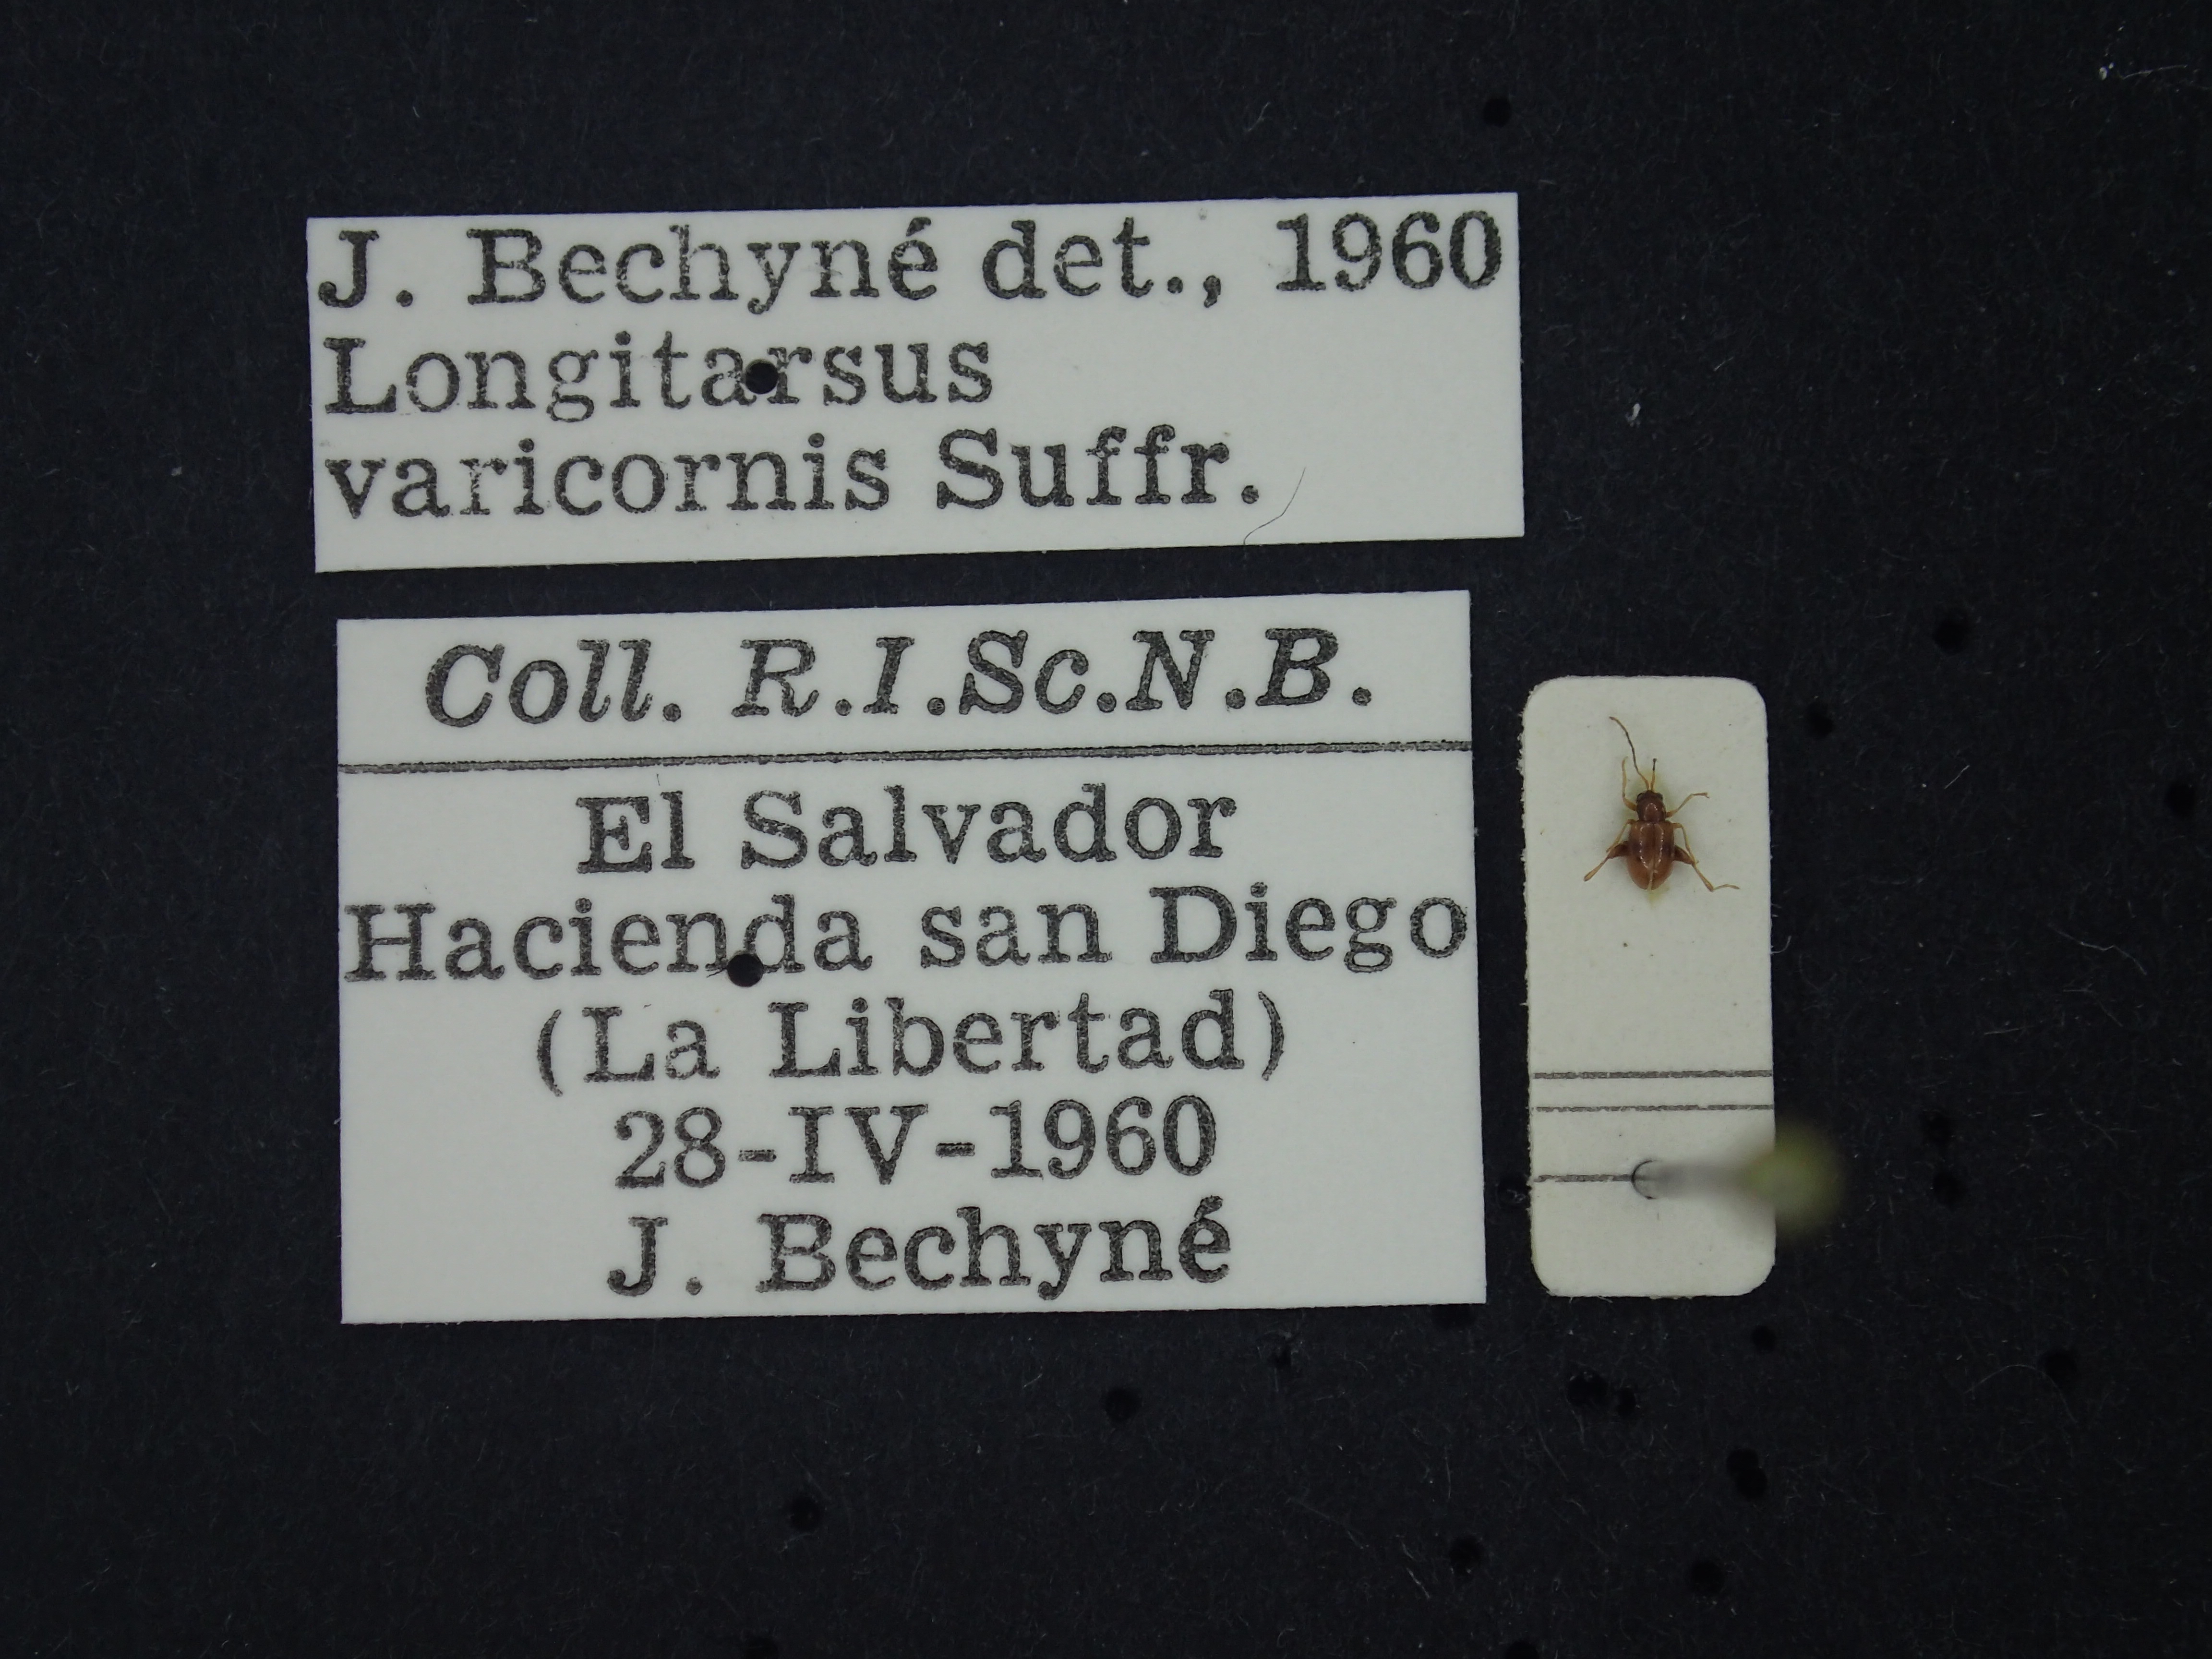 J. Bechyné det., 1960
Longitarsus
varicornis Suffr.
Coll. R.I.Sc.N.B.
El Salvador
Hacienda san Diego
(La Libertad)
28-IV-1960
J. Bechyné